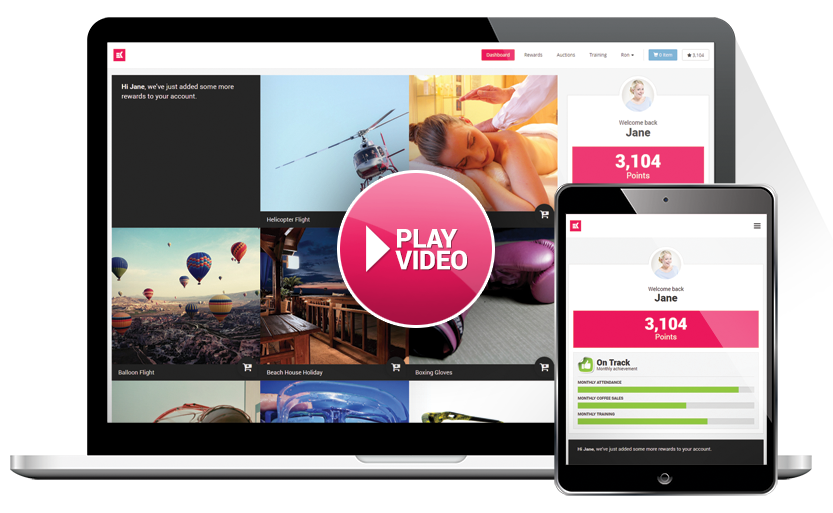 Dashboard
Rewards
Auctions
Training
Ron
0 item
3,104
Hi Jane, we've just added some more
rewards to your account.
Helicopter Flight
Balloon Flight
Beach House Holiday
Boxing Gloves
Welcome back
Jane
3,104
Points
PLAY
VIDEO
Welcome back
Jane
3,104
Points
On Track
Monthly achievement
MONTHLY ATTENDANCE
MONTHLY COFFEE SALES
MONTHLY TRAINING
Hi Jane, we've just added some more rewards to your account.